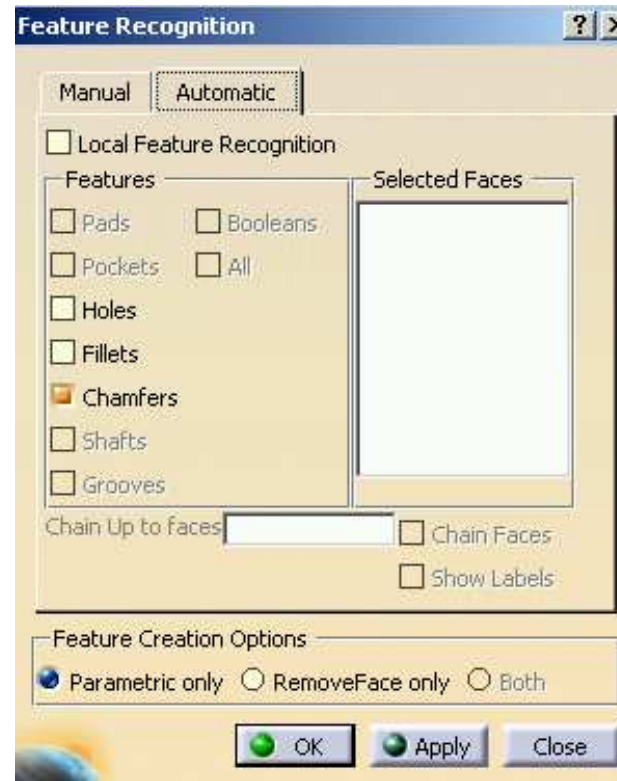 Feature Recognition
Manual Automatic
Local Feature Recognition
Features
Pads Booleans
Pockets All
Holes
Fillets
Chamfers
Shafts
Grooves
Selected Faces
Chain Up to faces
Chain Faces
Show Labels
Feature Creation Options
Parametric only RemoveFace only Both
OK Apply Close